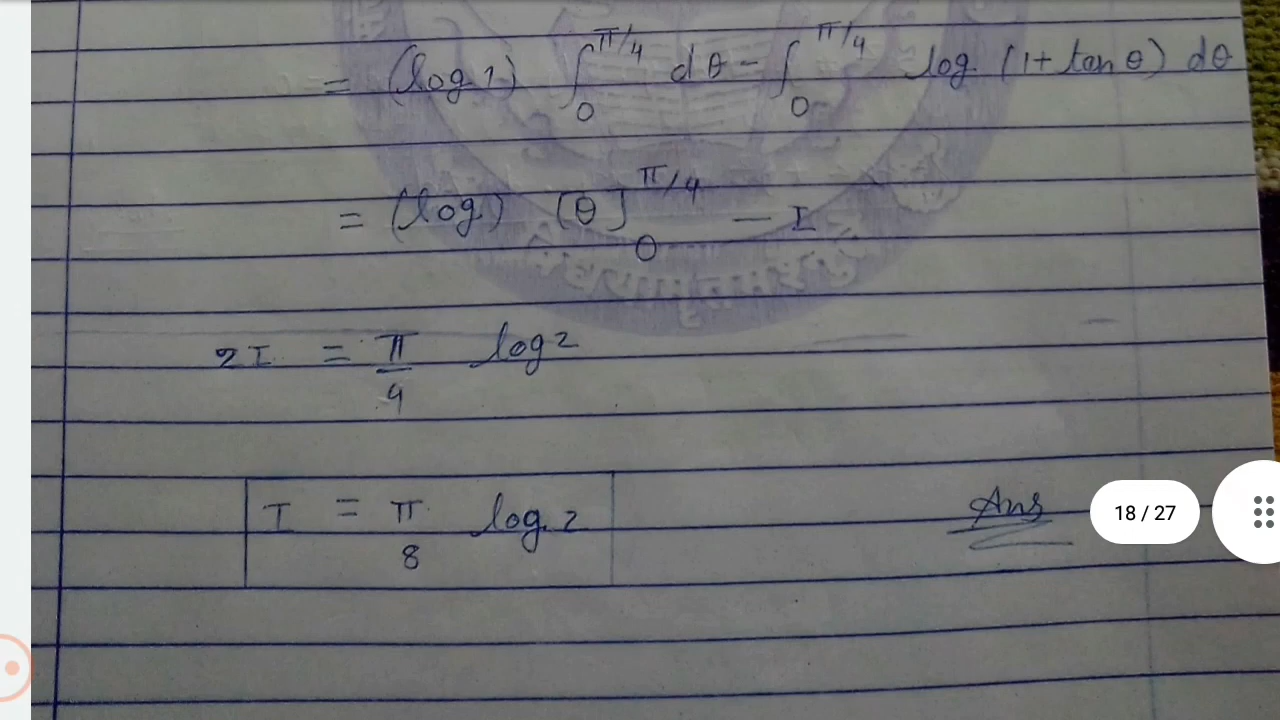 = (log 1) ∫₀^π/4 dθ - ∫₀^π/4 log (1+ tan θ) dθ
= (log) [θ]₀^π/4 - I
2I = π/4 log 2
I = π/8 log 2
Ans
18 / 27